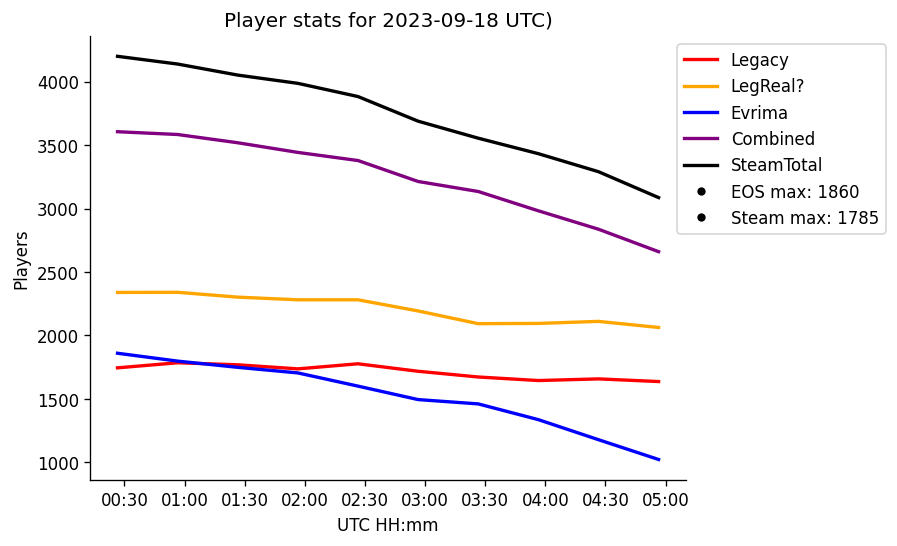 Player stats for 2023-09-18 UTC)
Legacy
LegReal?
Evrima
Combined
SteamTotal
EOS max: 1860
Steam max: 1785
Players
4000
3500
3000
2500
2000
1500
1000
00:30 01:00 01:30 02:00 02:30 03:00 03:30 04:00 04:30 05:00
UTC HH:mm